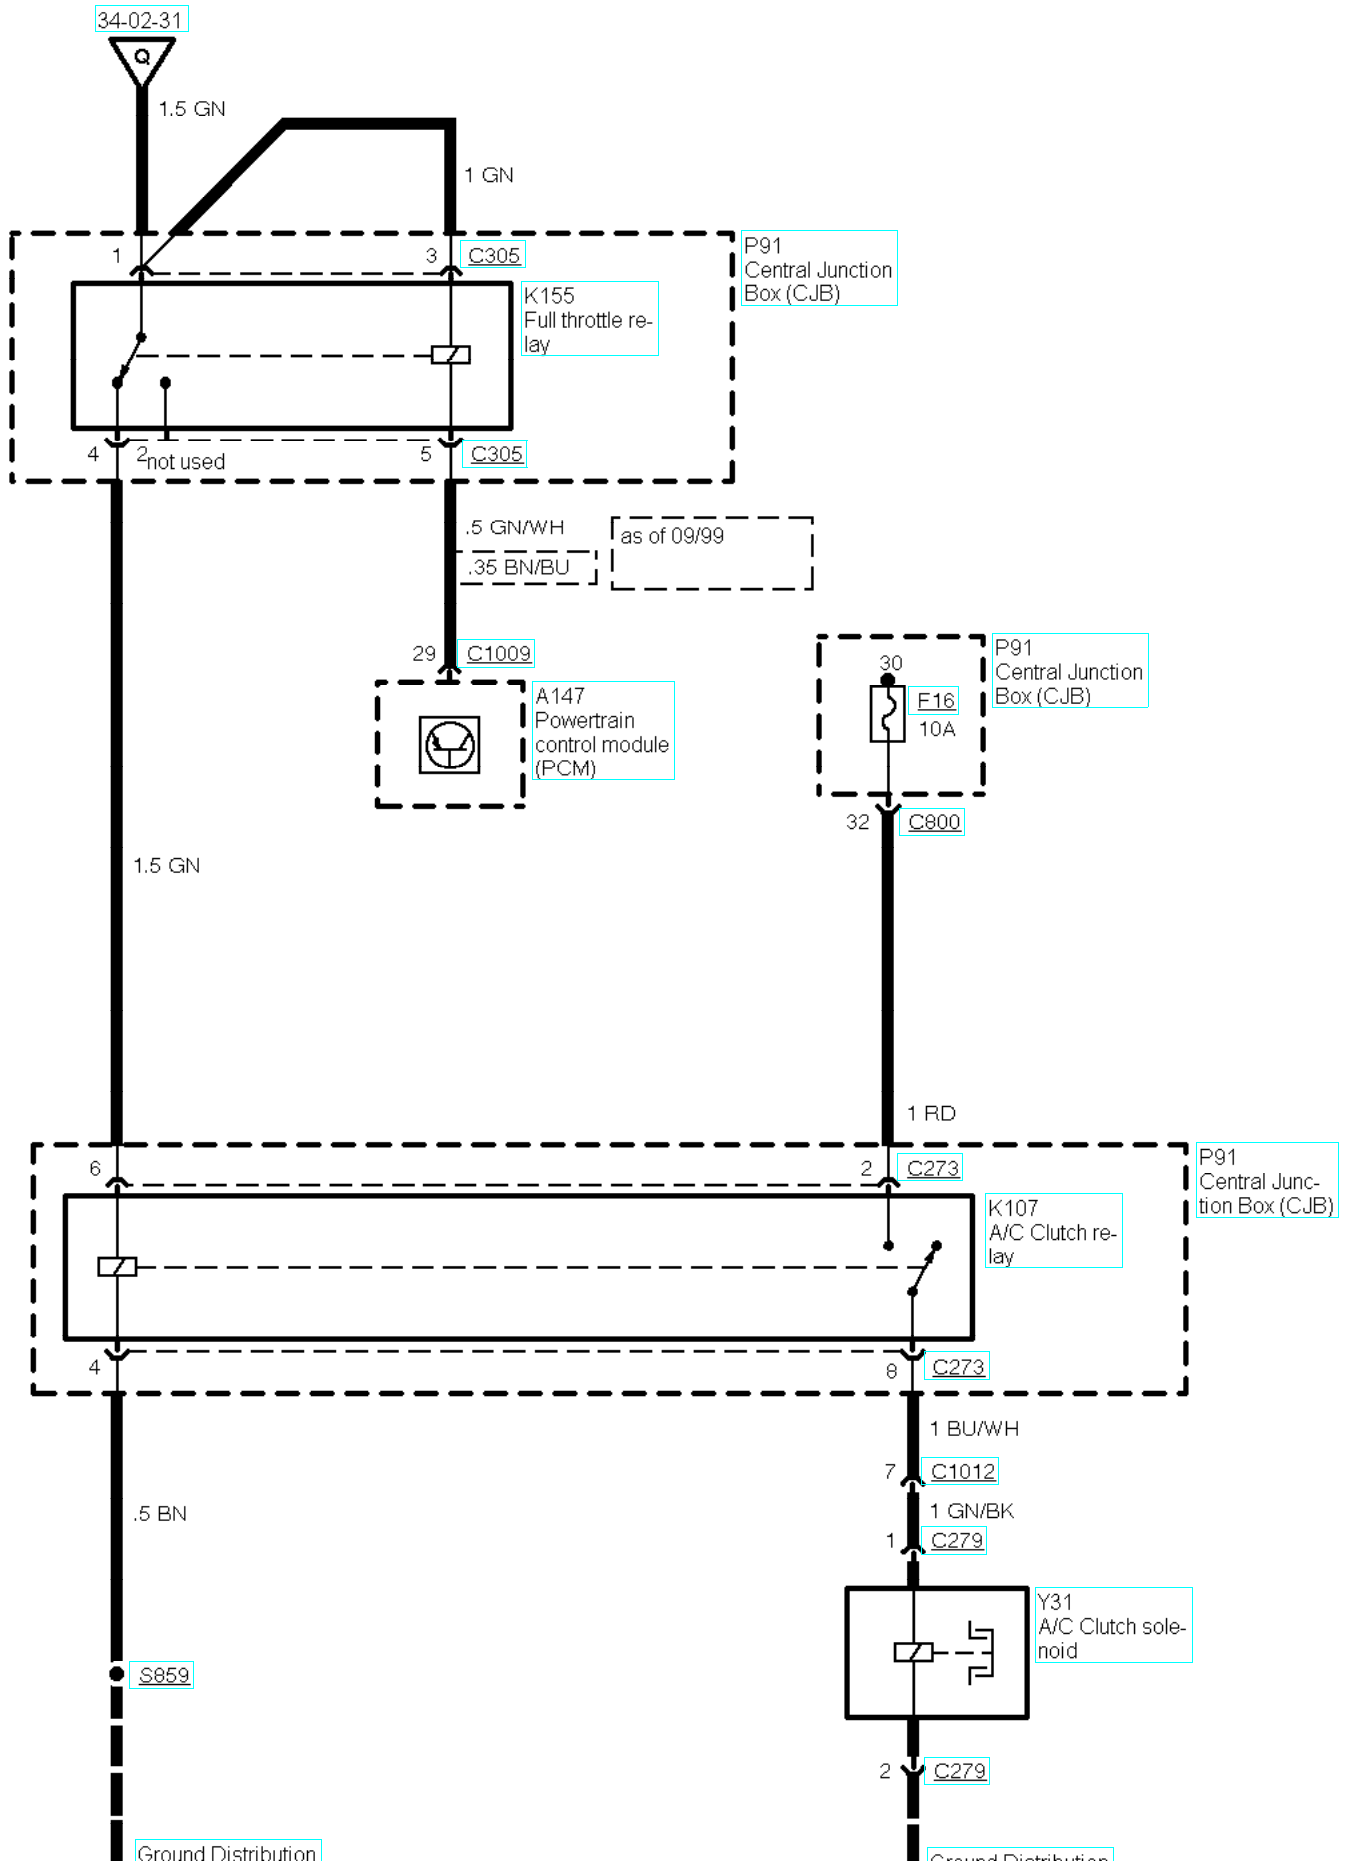 34-02-31
Q
1.5 GN
1 GN
1
3
C305
P91
Central Junction
Box (CJB)
K155
Full throttle re-
lay
4
2
not used
5
C305
.5 GN/WH
as of 09/99
.35 BN/BU
29
C1009
A147
Powertrain
control module
(PCM)
P91
Central Junction
Box (CJB)
30
F16
10A
32
C800
1.5 GN
1 RD
6
2
C273
P91
Central Junc-
tion Box (CJB)
K107
A/C Clutch re-
lay
4
8
C273
1 BU/WH
7
C1012
.5 BN
1 GN/BK
1
C279
Y31
A/C Clutch sole-
noid
S859
2
C279
Ground Distribution
Ground Distribution